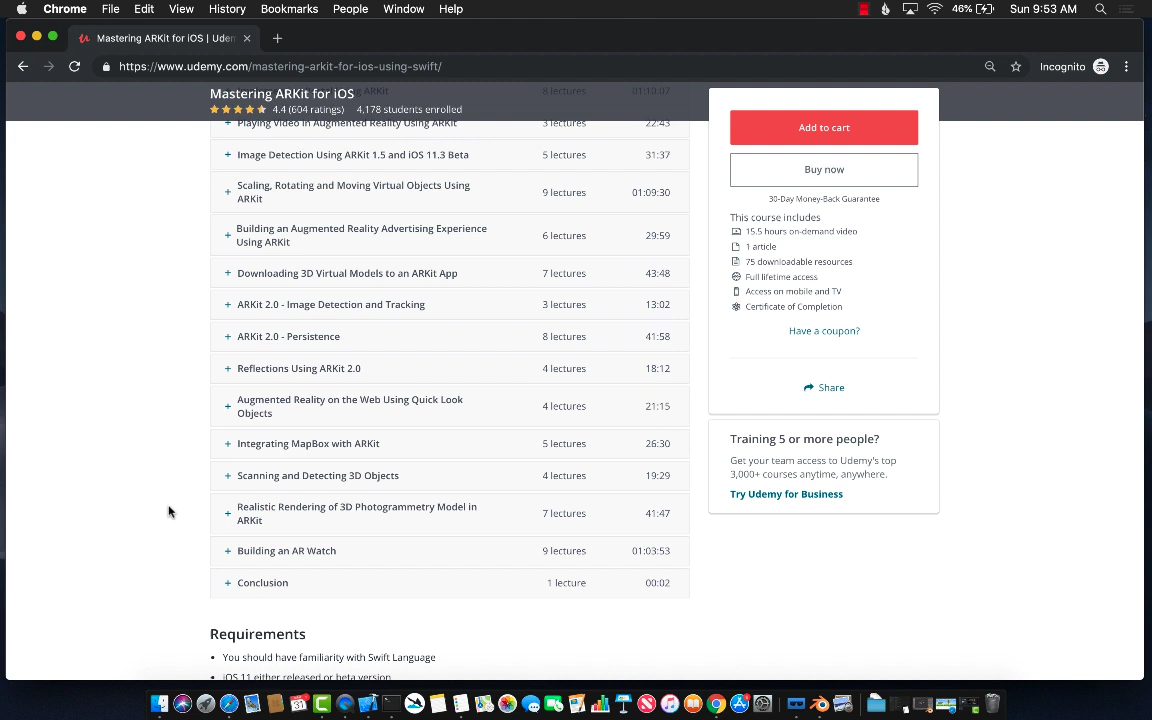 Chrome File Edit View History Bookmarks People Window Help 46% Sun 9:53 AM
Mastering ARKit for iOS | Udem
https://www.udemy.com/mastering-arkit-for-ios-using-swift/ Incognito
Mastering ARKit for iOS
4.4 (604 ratings) 4,178 students enrolled
ARKit 8 lectures 01:10:07
+ Playing Video in Augmented Reality Using ARKit 3 lectures 22:43
+ Image Detection Using ARKit 1.5 and iOS 11.3 Beta 5 lectures 31:37
+ Scaling, Rotating and Moving Virtual Objects Using
ARKit 9 lectures 01:09:30
+ Building an Augmented Reality Advertising Experience
Using ARKit 6 lectures 29:59
+ Downloading 3D Virtual Models to an ARKit App 7 lectures 43:48
+ ARKit 2.0 - Image Detection and Tracking 3 lectures 13:02
+ ARKit 2.0 - Persistence 8 lectures 41:58
+ Reflections Using ARKit 2.0 4 lectures 18:12
+ Augmented Reality on the Web Using Quick Look
Objects 4 lectures 21:15
+ Integrating MapBox with ARKit 5 lectures 26:30
+ Scanning and Detecting 3D Objects 4 lectures 19:29
+ Realistic Rendering of 3D Photogrammetry Model in
ARKit 7 lectures 41:47
+ Building an AR Watch 9 lectures 01:03:53
+ Conclusion 1 lecture 00:02
Requirements
• You should have familiarity with Swift Language
• iOS 11 either released or beta version
Add to cart
Buy now
30-Day Money-Back Guarantee
This course includes
15.5 hours on-demand video
1 article
75 downloadable resources
Full lifetime access
Access on mobile and TV
Certificate of Completion
Have a coupon?
Share
Training 5 or more people?
Get your team access to Udemy's top
3,000+ courses anytime, anywhere.
Try Udemy for Business